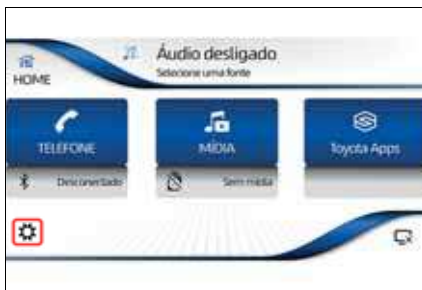 Áudio desligado
Selecione uma fonte
HOME
TELEFONE
MÍDIA
Toyota Apps
Desconectado
Sem mídia